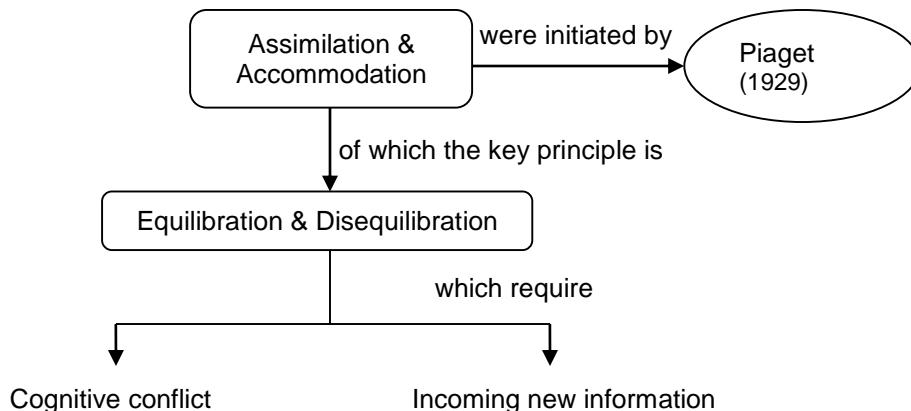 Assimilation &
Accommodation
were initiated by
Piaget
(1929)
of which the key principle is
Equilibration & Disequilibration
which require
Cognitive conflict
Incoming new information